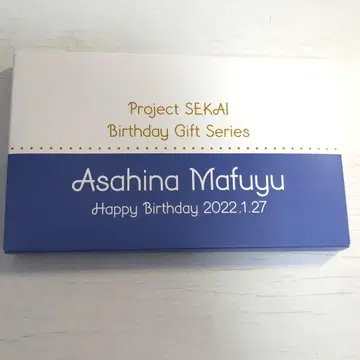 Project SEKAI
Birthday Gift Series
Asahina Mafuyu
Happy Birthday 2022.1.27